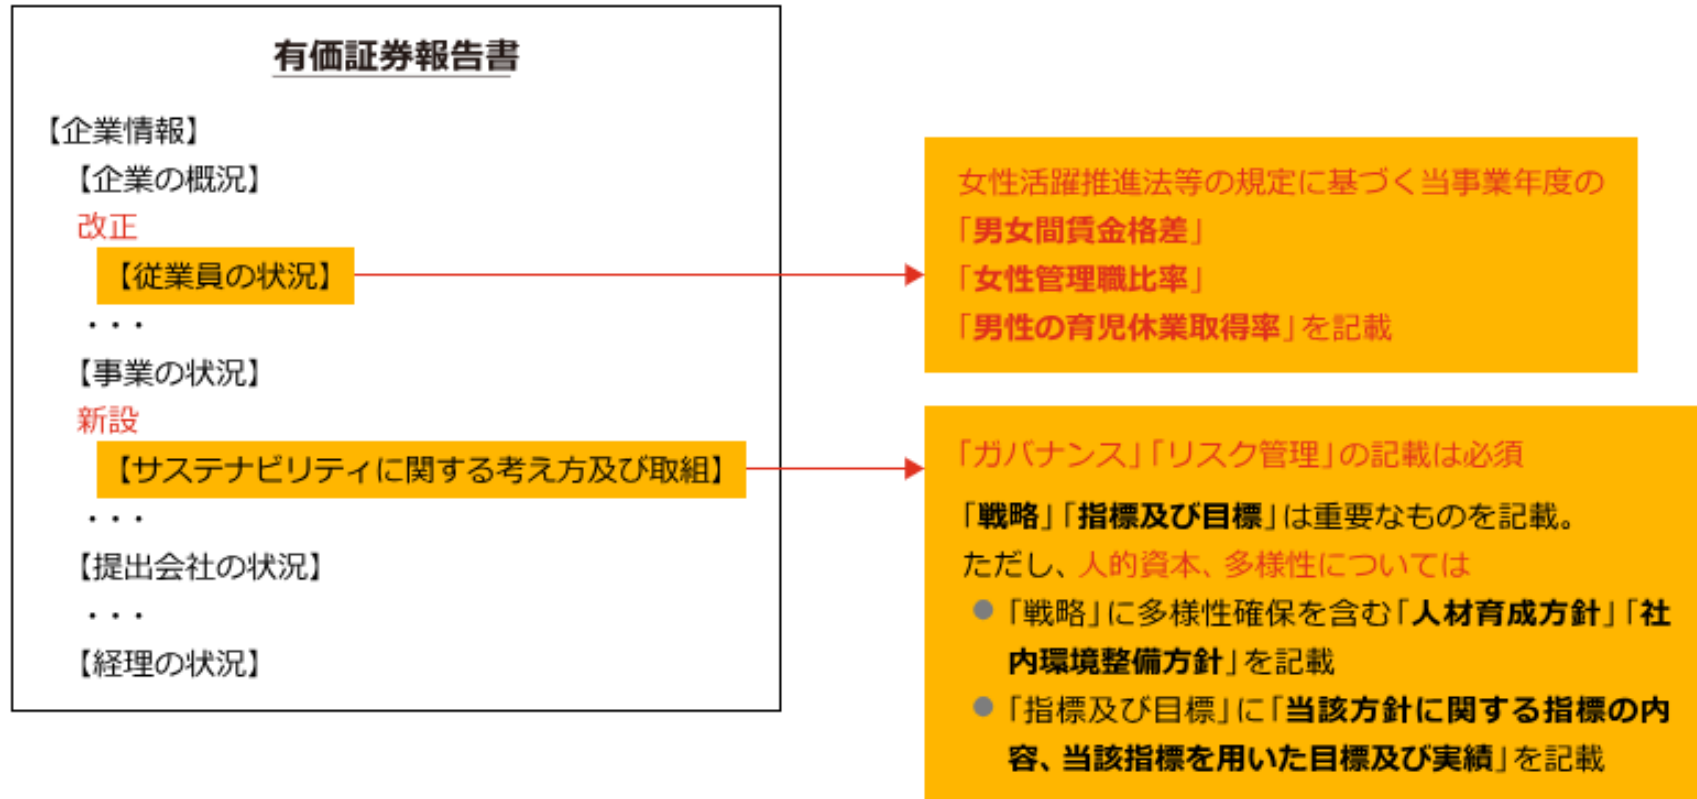 有価証券報告書
【企業情報】
【企業の概況】
改正
【従業員の状況】
・・・
【事業の状況】
新設
【サステナビリティに関する考え方及び取組】
・・・
【提出会社の状況】
・・・
【経理の状況】
女性活躍推進法等の規定に基づく当事業年度の
「男女間賃金格差」
「女性管理職比率」
「男性の育児休業取得率」を記載
「ガバナンス」「リスク管理」の記載は必須
「戦略」「指標及び目標」は重要なものを記載。
ただし、人的資本、多様性については
●「戦略」に多様性確保を含む「人材育成方針」「社
内環境整備方針」を記載
●「指標及び目標」に「当該方針に関する指標の内
容、当該指標を用いた目標及び実績」を記載